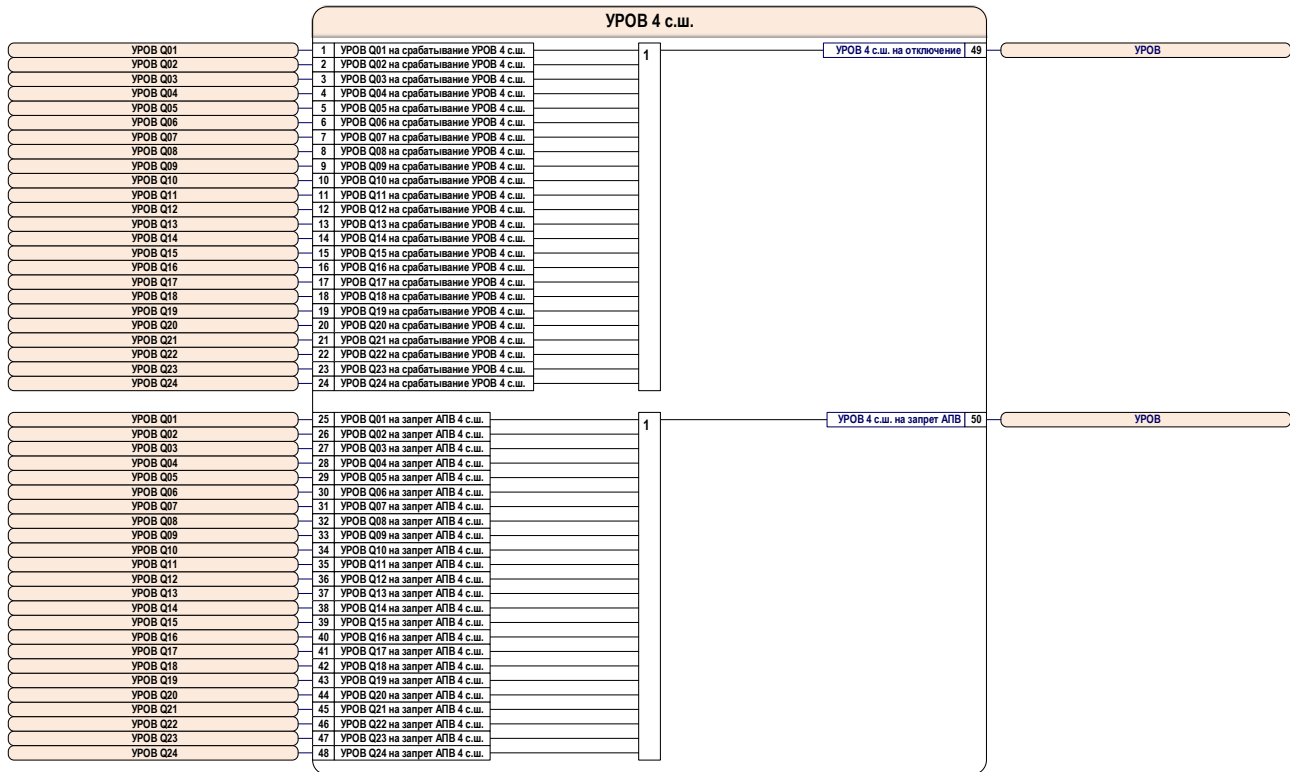 УРОВ 4 с.ш.
УРОВ Q01 1 УРОВ Q01 на срабатывание УРОВ 4 с.ш. 1 УРОВ 4 с.ш. на отключение 49 УРОВ
УРОВ Q02 2 УРОВ Q02 на срабатывание УРОВ 4 с.ш.
УРОВ Q03 3 УРОВ Q03 на срабатывание УРОВ 4 с.ш.
УРОВ Q04 4 УРОВ Q04 на срабатывание УРОВ 4 с.ш.
УРОВ Q05 5 УРОВ Q05 на срабатывание УРОВ 4 с.ш.
УРОВ Q06 6 УРОВ Q06 на срабатывание УРОВ 4 с.ш.
УРОВ Q07 7 УРОВ Q07 на срабатывание УРОВ 4 с.ш.
УРОВ Q08 8 УРОВ Q08 на срабатывание УРОВ 4 с.ш.
УРОВ Q09 9 УРОВ Q09 на срабатывание УРОВ 4 с.ш.
УРОВ Q10 10 УРОВ Q10 на срабатывание УРОВ 4 с.ш.
УРОВ Q11 11 УРОВ Q11 на срабатывание УРОВ 4 с.ш.
УРОВ Q12 12 УРОВ Q12 на срабатывание УРОВ 4 с.ш.
УРОВ Q13 13 УРОВ Q13 на срабатывание УРОВ 4 с.ш.
УРОВ Q14 14 УРОВ Q14 на срабатывание УРОВ 4 с.ш.
УРОВ Q15 15 УРОВ Q15 на срабатывание УРОВ 4 с.ш.
УРОВ Q16 16 УРОВ Q16 на срабатывание УРОВ 4 с.ш.
УРОВ Q17 17 УРОВ Q17 на срабатывание УРОВ 4 с.ш.
УРОВ Q18 18 УРОВ Q18 на срабатывание УРОВ 4 с.ш.
УРОВ Q19 19 УРОВ Q19 на срабатывание УРОВ 4 с.ш.
УРОВ Q20 20 УРОВ Q20 на срабатывание УРОВ 4 с.ш.
УРОВ Q21 21 УРОВ Q21 на срабатывание УРОВ 4 с.ш.
УРОВ Q22 22 УРОВ Q22 на срабатывание УРОВ 4 с.ш.
УРОВ Q23 23 УРОВ Q23 на срабатывание УРОВ 4 с.ш.
УРОВ Q24 24 УРОВ Q24 на срабатывание УРОВ 4 с.ш.
УРОВ Q01 25 УРОВ Q01 на запрет АПВ 4 с.ш. 1 УРОВ 4 с.ш. на запрет АПВ 50 УРОВ
УРОВ Q02 26 УРОВ Q02 на запрет АПВ 4 с.ш.
УРОВ Q03 27 УРОВ Q03 на запрет АПВ 4 с.ш.
УРОВ Q04 28 УРОВ Q04 на запрет АПВ 4 с.ш.
УРОВ Q05 29 УРОВ Q05 на запрет АПВ 4 с.ш.
УРОВ Q06 30 УРОВ Q06 на запрет АПВ 4 с.ш.
УРОВ Q07 31 УРОВ Q07 на запрет АПВ 4 с.ш.
УРОВ Q08 32 УРОВ Q08 на запрет АПВ 4 с.ш.
УРОВ Q09 33 УРОВ Q09 на запрет АПВ 4 с.ш.
УРОВ Q10 34 УРОВ Q10 на запрет АПВ 4 с.ш.
УРОВ Q11 35 УРОВ Q11 на запрет АПВ 4 с.ш.
УРОВ Q12 36 УРОВ Q12 на запрет АПВ 4 с.ш.
УРОВ Q13 37 УРОВ Q13 на запрет АПВ 4 с.ш.
УРОВ Q14 38 УРОВ Q14 на запрет АПВ 4 с.ш.
УРОВ Q15 39 УРОВ Q15 на запрет АПВ 4 с.ш.
УРОВ Q16 40 УРОВ Q16 на запрет АПВ 4 с.ш.
УРОВ Q17 41 УРОВ Q17 на запрет АПВ 4 с.ш.
УРОВ Q18 42 УРОВ Q18 на запрет АПВ 4 с.ш.
УРОВ Q19 43 УРОВ Q19 на запрет АПВ 4 с.ш.
УРОВ Q20 44 УРОВ Q20 на запрет АПВ 4 с.ш.
УРОВ Q21 45 УРОВ Q21 на запрет АПВ 4 с.ш.
УРОВ Q22 46 УРОВ Q22 на запрет АПВ 4 с.ш.
УРОВ Q23 47 УРОВ Q23 на запрет АПВ 4 с.ш.
УРОВ Q24 48 УРОВ Q24 на запрет АПВ 4 с.ш.